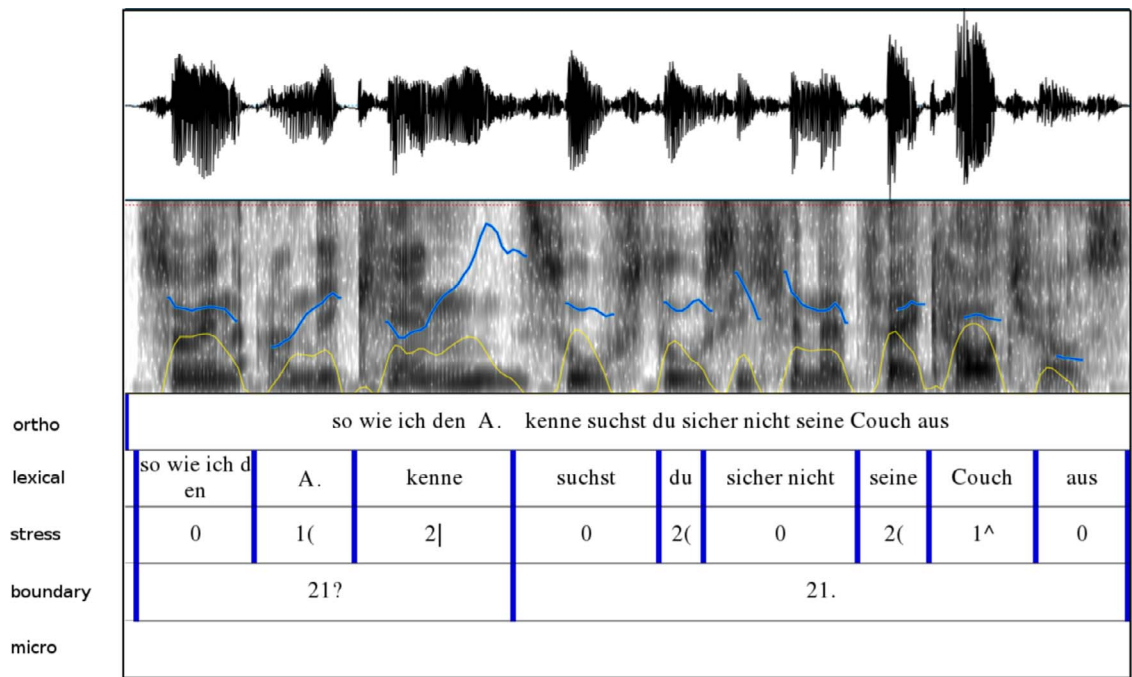 ortho so wie ich den A. kenne suchst du sicher nicht seine Couch aus
lexical so wie ich d en A. kenne suchst du sicher nicht seine Couch aus
stress 0 1( 2| 0 2( 0 2( 1^ 0
boundary 21? 21.
micro